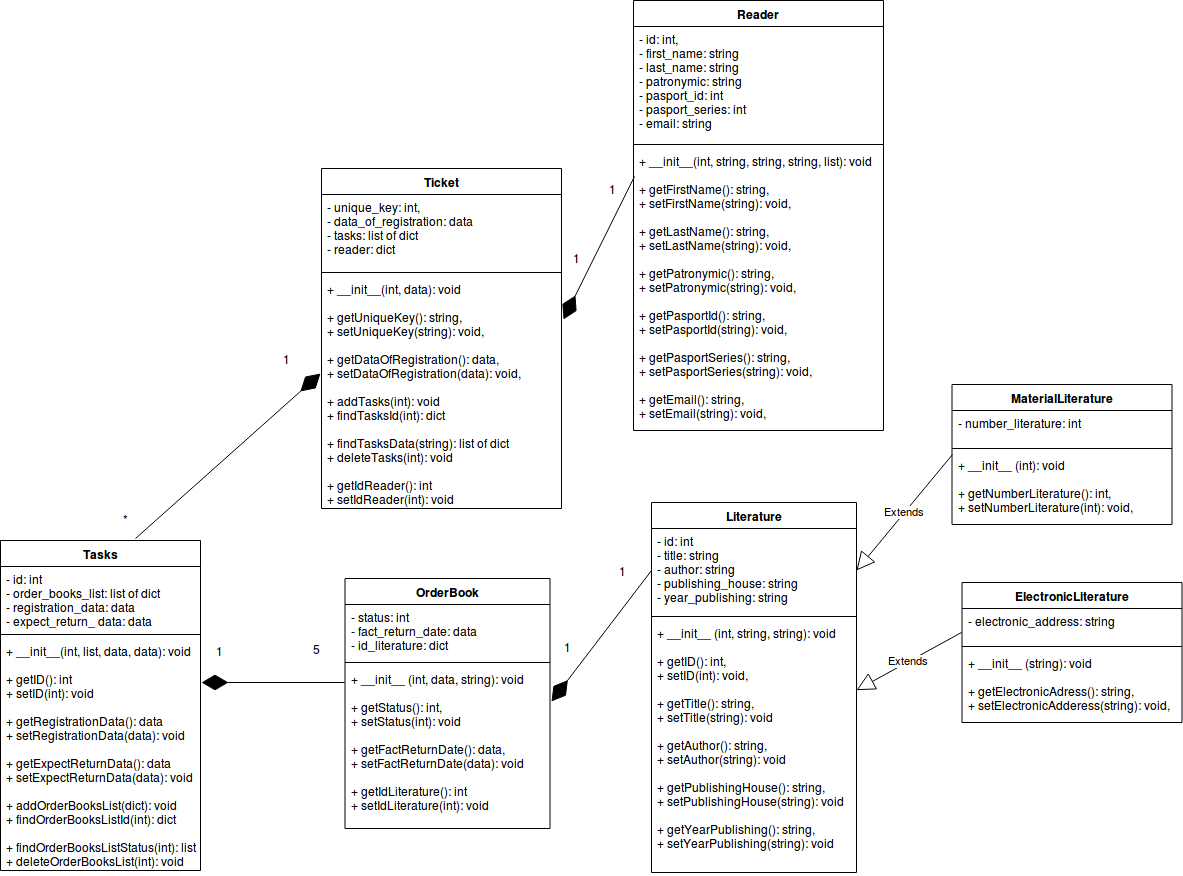 Reader
- id: int,
- first_name: string
- last_name: string
- patronymic: string
- pasport_id: int
- pasport_series: int
- email: string
+ __init__(int, string, string, string, list): void
+ getFirstName(): string,
+ setFirstName(string): void,
+ getLastName(): string,
+ setLastName(string): void,
+ getPatronymic(): string,
+ setPatronymic(string): void,
+ getPasportId(): string,
+ setPasportId(string): void,
+ getPasportSeries(): string,
+ setPasportSeries(string): void,
+ getEmail(): string,
+ setEmail(string): void,
1
1
Ticket
- unique_key: int,
- data_of_registration: data
- tasks: list of dict
- reader: dict
+ __init__(int, data): void
+ getUniqueKey(): string,
+ setUniqueKey(string): void,
+ getDataOfRegistration(): data,
+ setDataOfRegistration(data): void,
+ addTasks(int): void
+ findTasksId(int): dict
+ findTasksData(string): list of dict
+ deleteTasks(int): void
+ getIdReader(): int
+ setIdReader(int): void
1
*
Tasks
- id: int
- order_books_list: list of dict
- registration_data: data
- expect_return_ data: data
+ __init__(int, list, data, data): void
+ getID(): int
+ setID(int): void
+ getRegistrationData(): data
+ setRegistrationData(data): void
+ getExpectReturnData(): data
+ setExpectReturnData(data): void
+ addOrderBooksList(dict): void
+ findOrderBooksListId(int): dict
+ findOrderBooksListStatus(int): list
+ deleteOrderBooksList(int): void
1
5
OrderBook
- status: int
- fact_return_date: data
- id_literature: dict
+ __init__ (int, data, string): void
+ getStatus(): int,
+ setStatus(int): void
+ getFactReturnDate(): data,
+ setFactReturnDate(data): void
+ getIdLiterature(): int
+ setIdLiterature(int): void
1
1
Literature
- id: int
- title: string
- author: string
- publishing_house: string
- year_publishing: string
+ __init__ (int, string, string): void
+ getID(): int,
+ setID(int): void,
+ getTitle(): string,
+ setTitle(string): void
+ getAuthor(): string,
+ setAuthor(string): void
+ getPublishingHouse(): string,
+ setPublishingHouse(string): void
+ getYearPublishing(): string,
+ setYearPublishing(string): void
Extends
MaterialLiterature
- number_literature: int
+ __init__ (int): void
+ getNumberLiterature(): int,
+ setNumberLiterature(int): void,
Extends
ElectronicLiterature
- electronic_address: string
+ __init__ (string): void
+ getElectronicAdress(): string,
+ setElectronicAdderess(string): void,